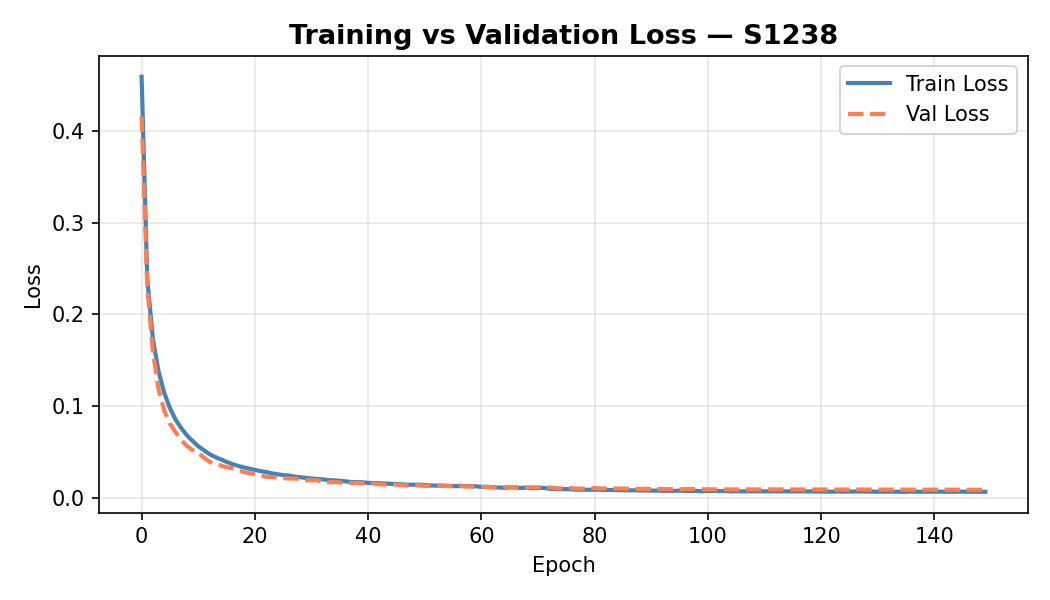 Training vs Validation Loss — S1238
Train Loss
Val Loss
Loss
0.4
0.3
0.2
0.1
0.0
0 20 40 60 80 100 120 140
Epoch